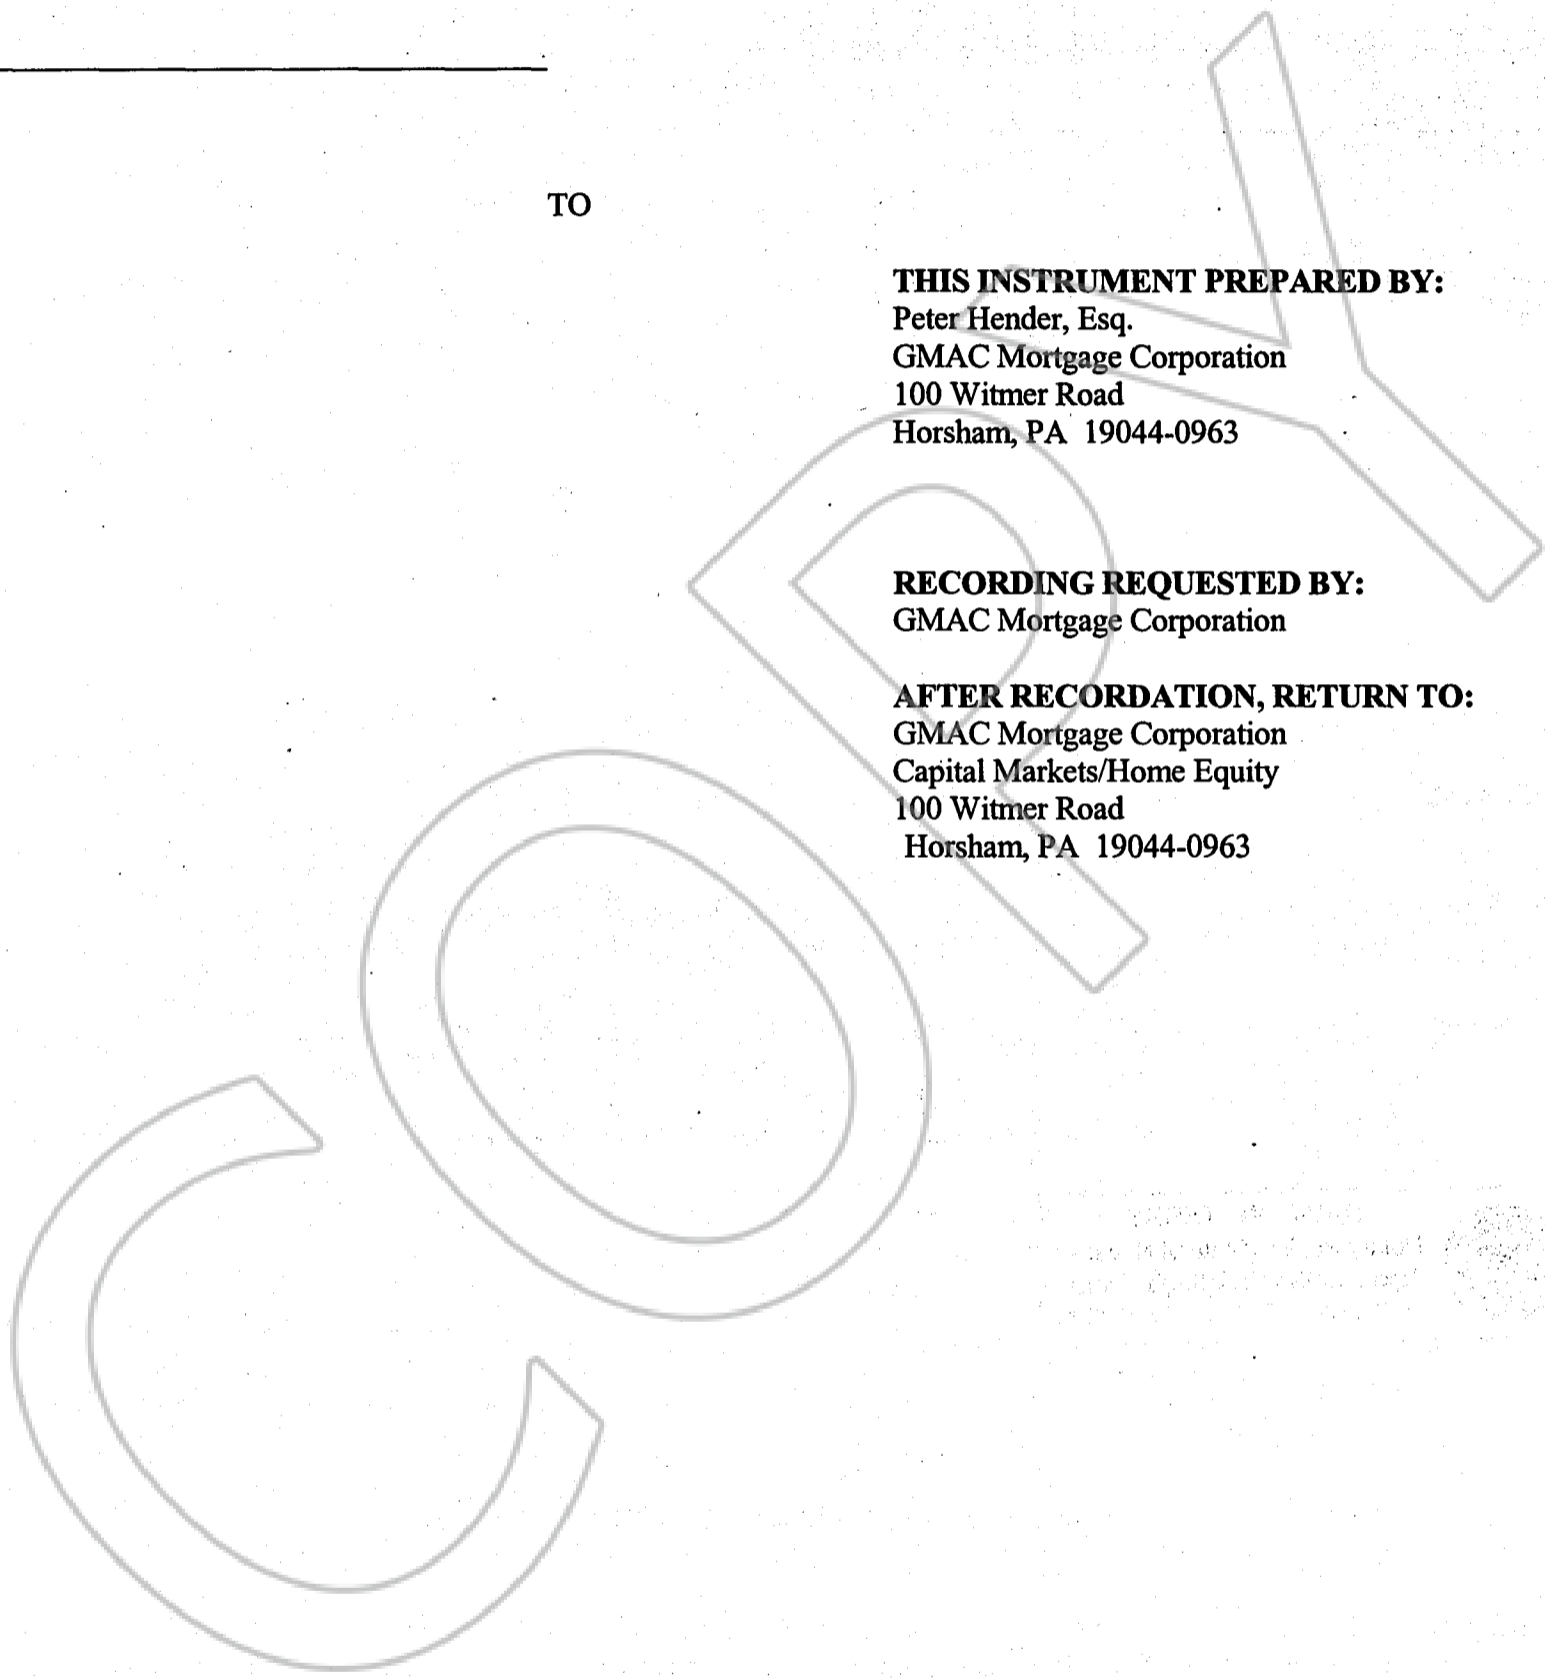 TO
THIS INSTRUMENT PREPARED BY:
Peter Hender, Esq.
GMAC Mortgage Corporation
100 Witmer Road
Horsham, PA 19044-0963
RECORDING REQUESTED BY:
GMAC Mortgage Corporation
AFTER RECORDATION, RETURN TO:
GMAC Mortgage Corporation
Capital Markets/Home Equity
100 Witmer Road
Horsham, PA 19044-0963
COPY